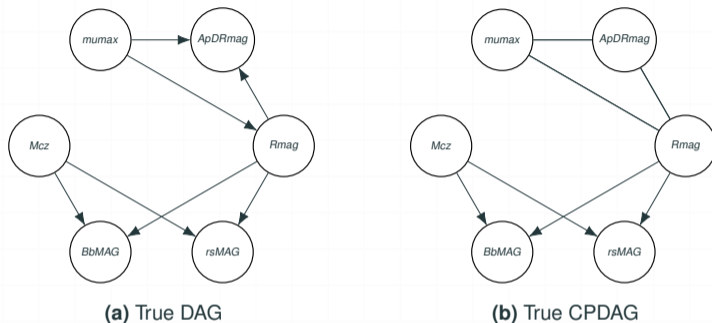 mumax
ApDRmag
Mcz
Rmag
BbMAG
rsMAG
(a) True DAG
mumax
ApDRmag
Mcz
Rmag
BbMAG
rsMAG
(b) True CPDAG